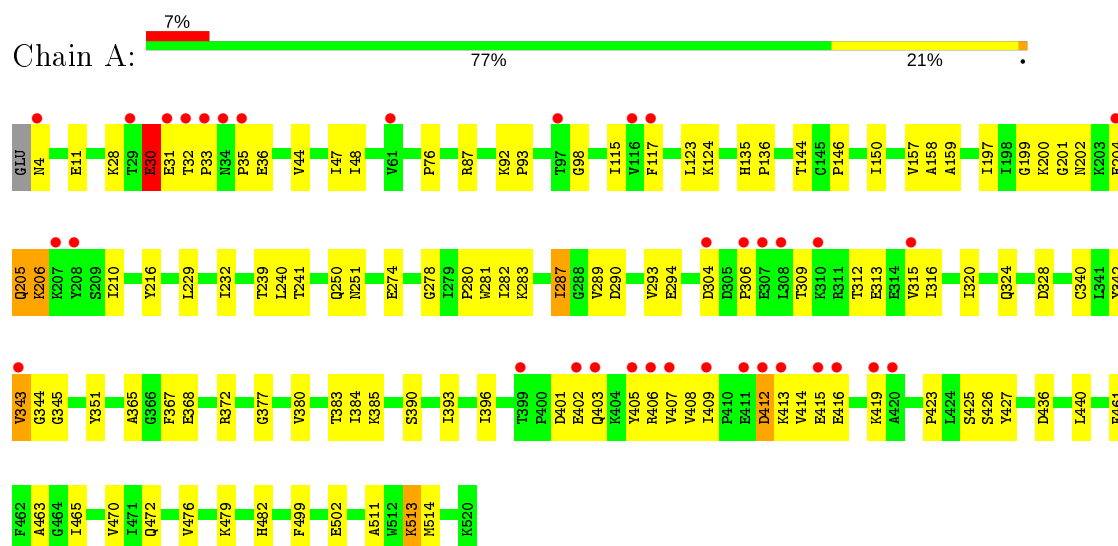 7%
Chain A:
77% 21% •
GLU N4 E11 K28 T29 E30 E31 T32 P33 N34 P35 E36 V44 I47 I48 V61 P76 R87 K92 P93 T97 G98 I115 V116 F117 L123 K124 H135 P136 T144 C145 P146 I150 V157 A158 A159 I197 I198 G199 K200 G201 N202 K203
Q205 K206 K207 Y208 S209 I210 Y216 L229 I232 T239 L240 T241 Q250 N251 E274 G278 I279 P280 W281 I282 K283 I287 G288 V289 D290 V293 E294 D304 D305 P306 E307 L308 T309 K310 R311 T312 E313 E314 V315 I316 I320 Q324 D328 C340 L341
V343 G344 G345 Y351 A365 G366 F367 E368 R372 G377 V380 T383 I384 K385 S390 I393 I396 T399 P400 D401 E402 Q403 K404 Y405 R406 V407 V408 I409 P410 E411 D412 K413 V414 E415 E416 K419 A420 P423 L424 S425 S426 Y427 D436 L440
F462 A463 G464 I465 V470 I471 Q472 V476 K479 H482 F499 E502 A511 W512 K513 M514 K520